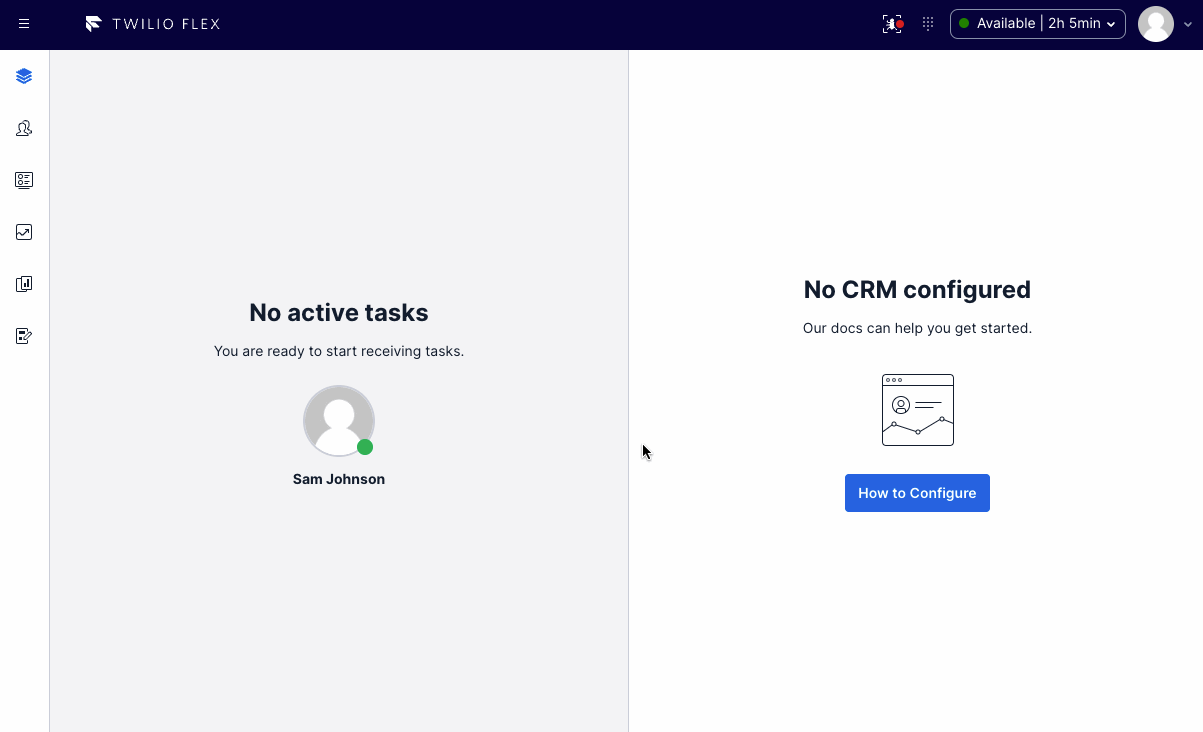 TWILIO FLEX
Available | 2h 5min
No active tasks
You are ready to start receiving tasks.
Sam Johnson
No CRM configured
Our docs can help you get started.
How to Configure